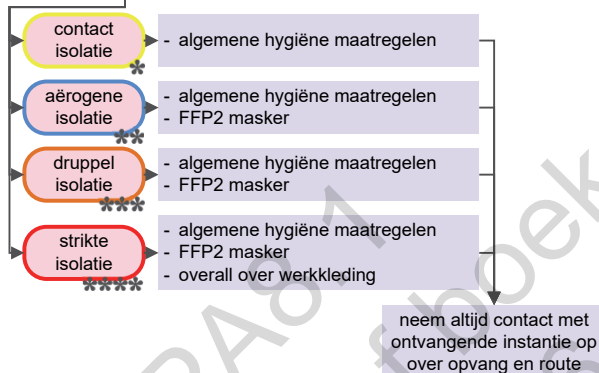 contact
isolatie
*
- algemene hygiëne maatregelen
aërogene
isolatie
**
- algemene hygiëne maatregelen
- FFP2 masker
druppel
isolatie
***
- algemene hygiëne maatregelen
- FFP2 masker
strikte
isolatie
****
- algemene hygiëne maatregelen
- FFP2 masker
- overall over werkkleding
neem altijd contact met
ontvangende instantie op
over opvang en route